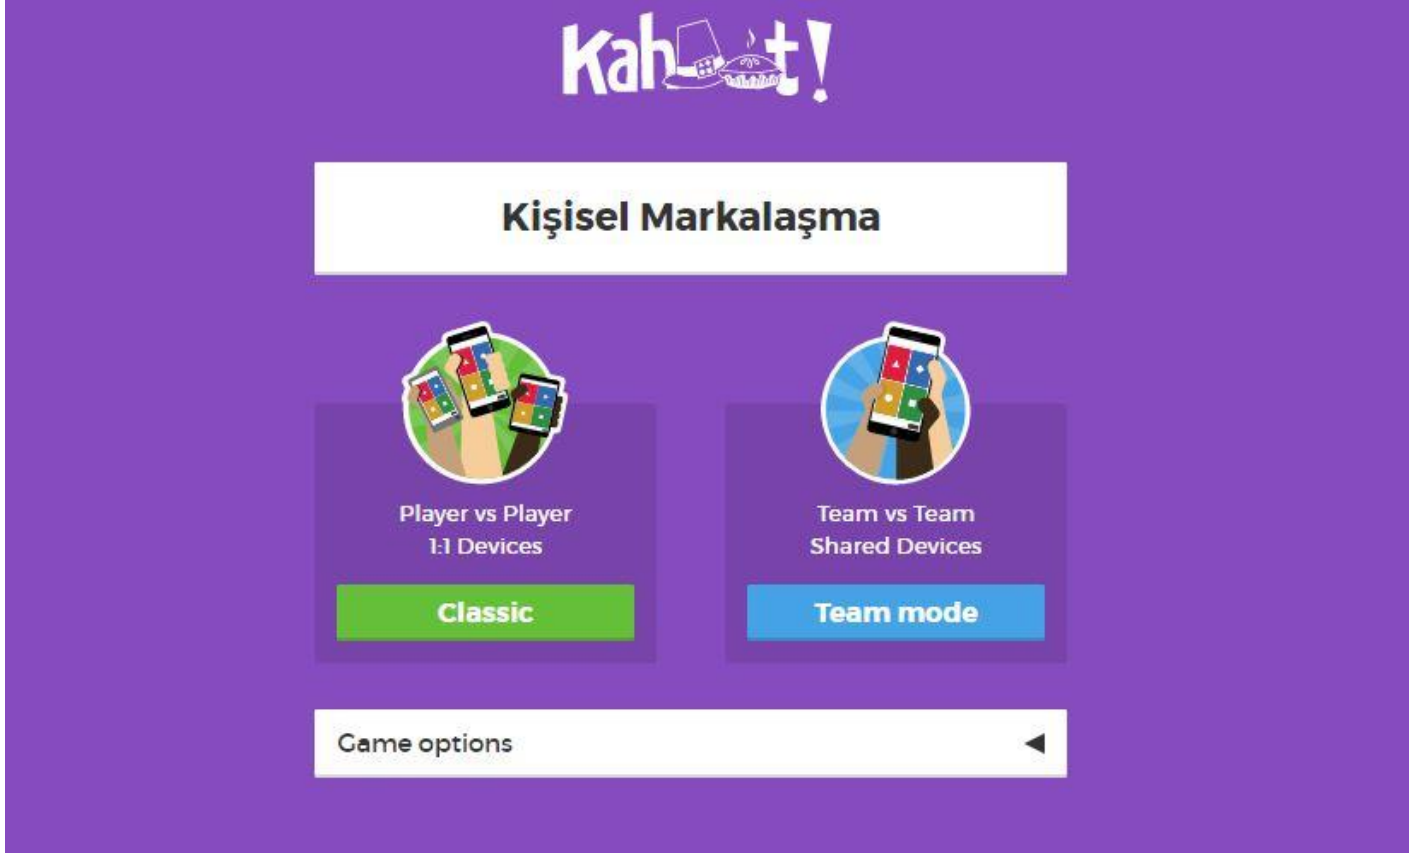 Kahoot!
Kişisel Markalaşma
Player vs Player
1:1 Devices
Classic
Team vs Team
Shared Devices
Team mode
Game options